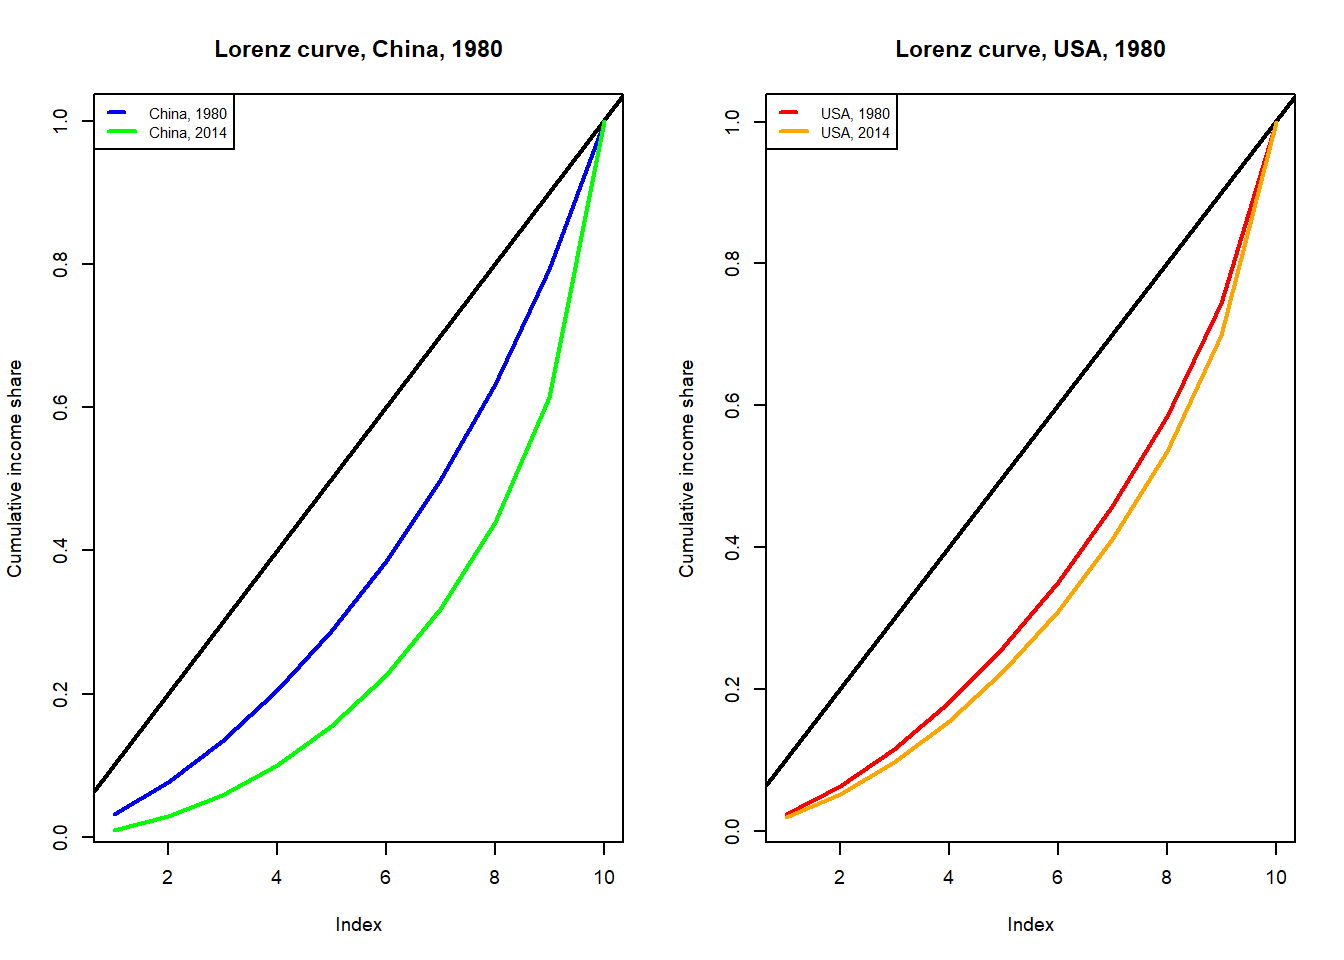 Lorenz curve, China, 1980
China, 1980
China, 2014
Cumulative income share
1.0
0.8
0.6
0.4
0.2
0.0
2 4 6 8 10
Index
Lorenz curve, USA, 1980
USA, 1980
USA, 2014
Cumulative income share
1.0
0.8
0.6
0.4
0.2
0.0
2 4 6 8 10
Index